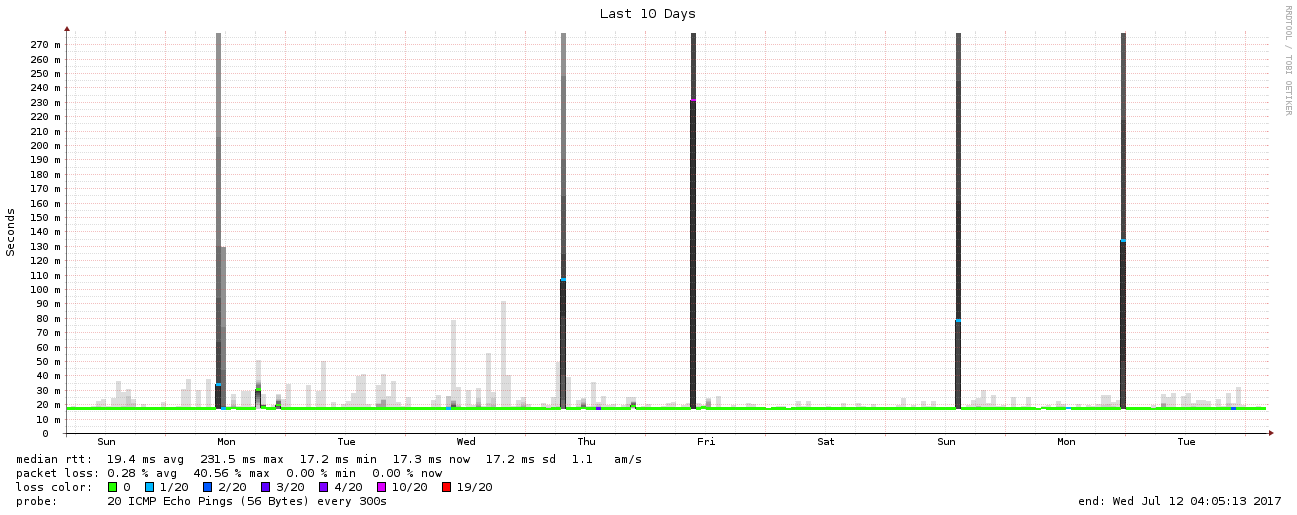 Last 10 Days
RRDTOOL / TOBI OETIKER
Seconds
270 m
260 m
250 m
240 m
230 m
220 m
210 m
200 m
190 m
180 m
170 m
160 m
150 m
140 m
130 m
120 m
110 m
100 m
90 m
80 m
70 m
60 m
50 m
40 m
30 m
20 m
10 m
0
Sun Mon Tue Wed Thu Fri Sat Sun Mon Tue
median rtt: 19.4 ms avg 231.5 ms max 17.2 ms min 17.3 ms now 17.2 ms sd 1.1 am/s
packet loss: 0.28 % avg 40.56 % max 0.00 % min 0.00 % now
loss color: 0 1/20 2/20 3/20 4/20 10/20 19/20
probe: 20 ICMP Echo Pings (56 Bytes) every 300s end: Wed Jul 12 04:05:13 2017